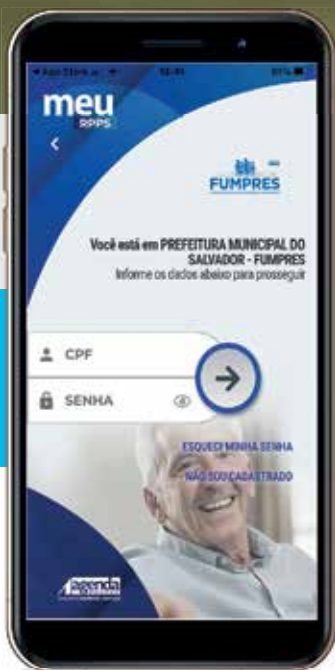 meu
RPPS
FUMPRES
Você está em PREFEITURA MUNICIPAL DO
SALVADOR - FUMPRES
Informe os dados abaixo para prosseguir
CPF
SENHA
ESQUECI MINHA SENHA
NÃO SOU CADASTRADO
agenda